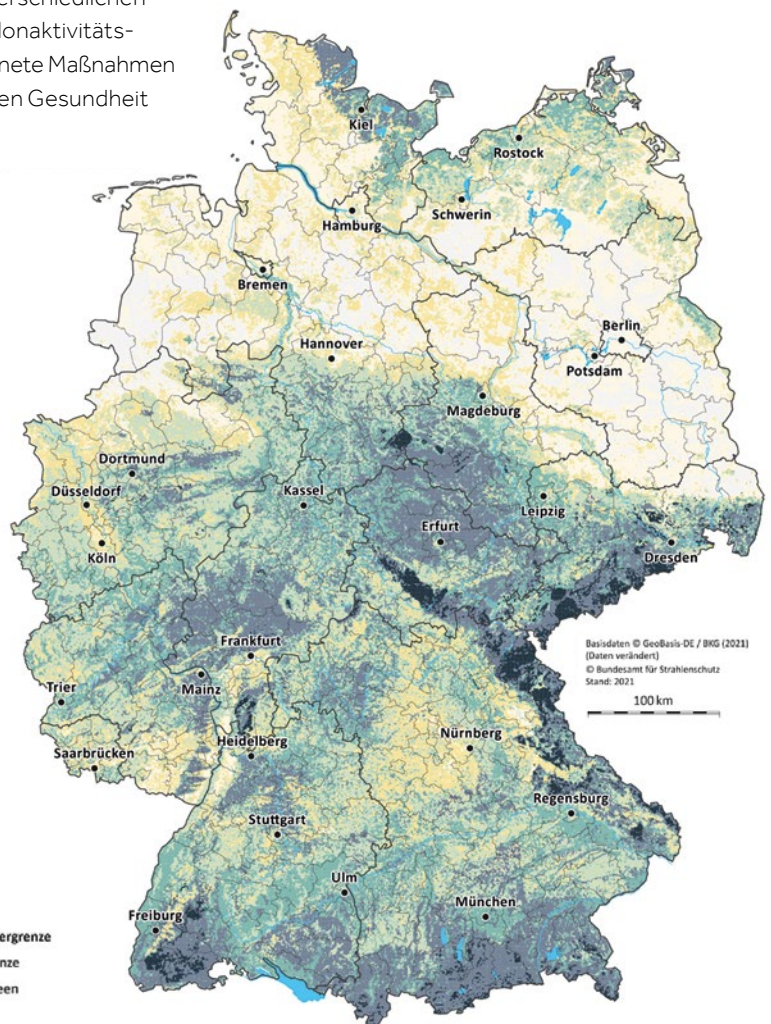 erschiedlichen
lonaktivitäts-
nete Maßnahmen
en Gesundheit
Kiel
Rostock
Schwerin
Hamburg
Bremen
Berlin
Hannover
Potsdam
Magdeburg
Dortmund
Düsseldorf
Kassel
Leipzig
Erfurt
Köln
Dresden
Frankfurt
Basisdaten © GeoBasis-DE / BKG (2021)
(Daten verändert)
© Bundesamt für Strahlenschutz
Stand: 2021
100 km
Trier
Mainz
Heidelberg
Nürnberg
Saarbrücken
Regensburg
Stuttgart
Ulm
München
Freiburg
ergrenze
nze
een